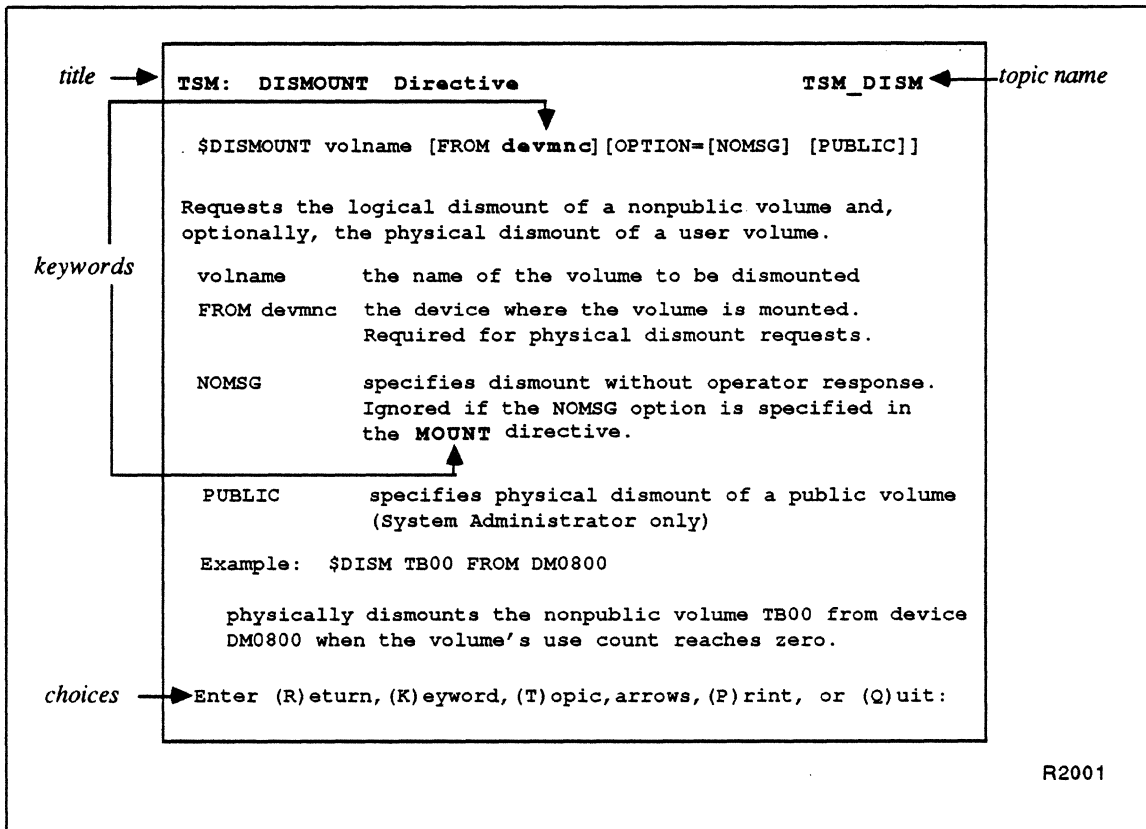 title TSM: DISMOUNT Directive TSM_DISM topic name
$DISMOUNT volname [FROM devmnc] [OPTION=[NOMSG] [PUBLIC]]
Requests the logical dismount of a nonpublic volume and,
optionally, the physical dismount of a user volume.
keywords
volname the name of the volume to be dismounted
FROM devmnc the device where the volume is mounted.
Required for physical dismount requests.
NOMSG specifies dismount without operator response.
Ignored if the NOMSG option is specified in
the MOUNT directive.
PUBLIC specifies physical dismount of a public volume
(System Administrator only)
Example: $DISM TB00 FROM DM0800
physically dismounts the nonpublic volume TB00 from device
DM0800 when the volume's use count reaches zero.
choices Enter (R)eturn, (K)eyword, (T)opic, arrows, (P)rint, or (Q)uit:
R2001